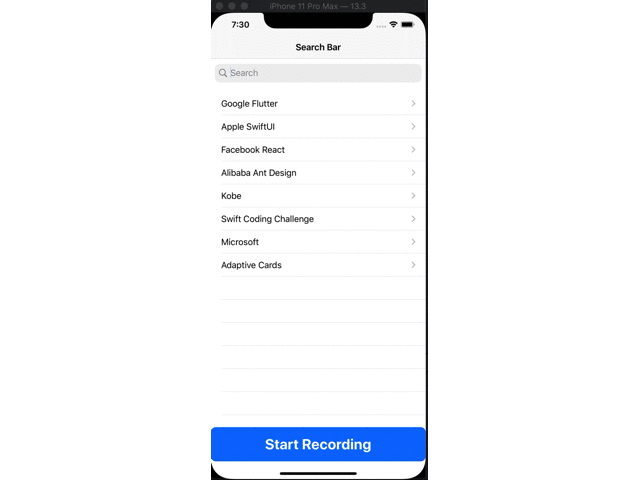 iPhone 11 Pro Max — 13.3
7:30
Search Bar
Search
Google Flutter
Apple SwiftUI
Facebook React
Alibaba Ant Design
Kobe
Swift Coding Challenge
Microsoft
Adaptive Cards
Start Recording